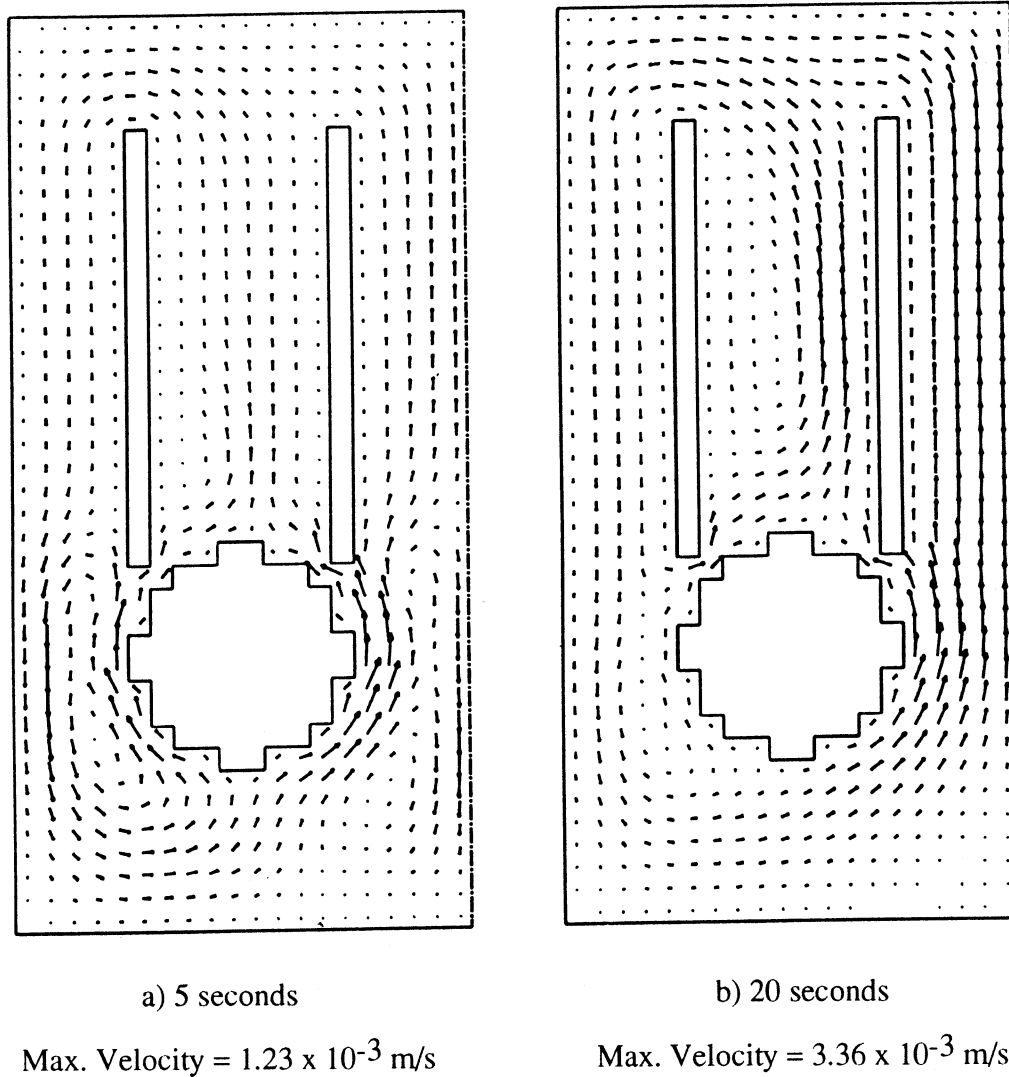 a) 5 seconds
b) 20 seconds
Max. Velocity = 1.23 x 10-3 m/s
Max. Velocity = 3.36 x 10-3 m/s